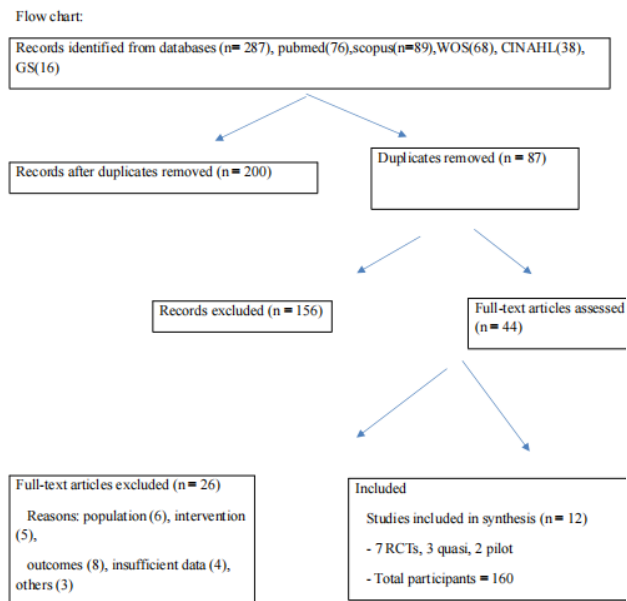 Flow chart:
Records identified from databases (n= 287), pubmed(76),scopus(n=89),WOS(68), CINAHL(38),
GS(16)
Records after duplicates removed (n = 200)
Duplicates removed (n = 87)
Records excluded (n = 156)
Full-text articles assessed
(n = 44)
Full-text articles excluded (n = 26)
Reasons: population (6), intervention
(5),
outcomes (8), insufficient data (4),
others (3)
Included
Studies included in synthesis (n = 12)
- 7 RCTs, 3 quasi, 2 pilot
- Total participants = 160